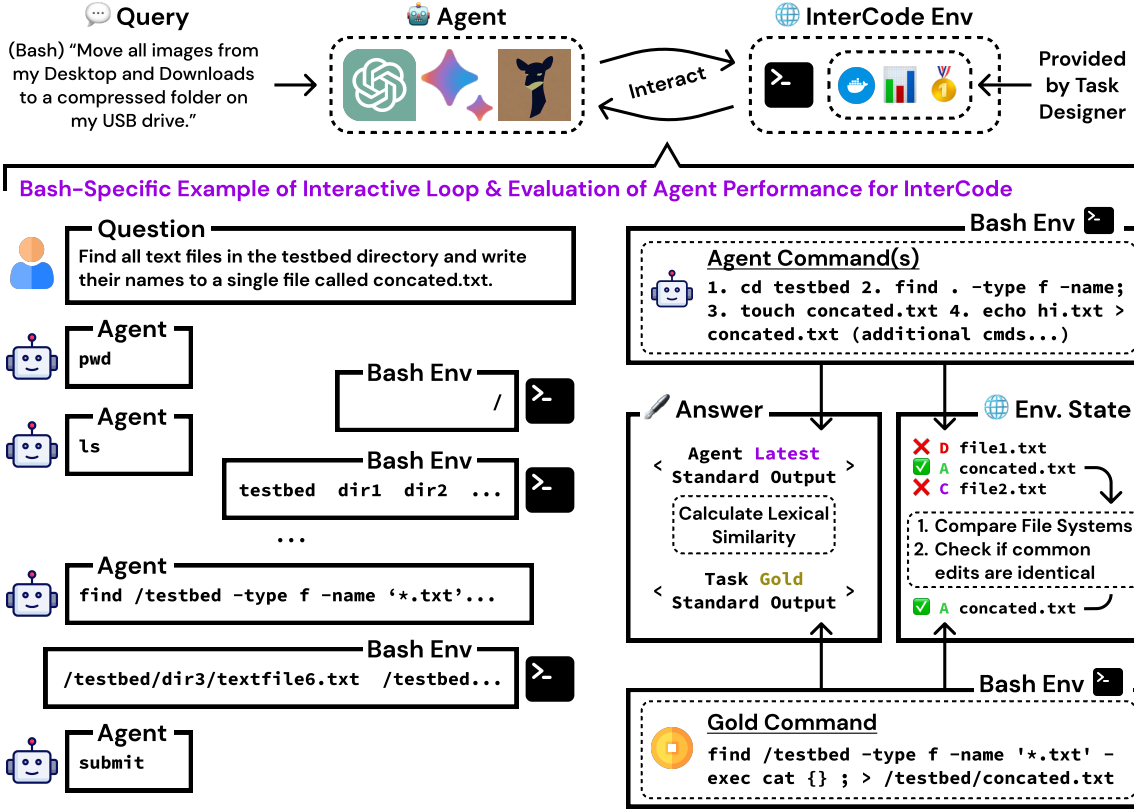 Query
Agent
InterCode Env
(Bash) “Move all images from
my Desktop and Downloads
to a compressed folder on
my USB drive.”
Interact
Provided
by Task
Designer
Bash-Specific Example of Interactive Loop & Evaluation of Agent Performance for InterCode
Question
Find all text files in the testbed directory and write
their names to a single file called concated.txt.
Agent
pwd
Bash Env
/
Agent
ls
Bash Env
testbed dir1 dir2 ...
...
Agent
find /testbed -type f -name ‘*.txt’...
Bash Env
/testbed/dir3/textfile6.txt /testbed...
Agent
submit
Bash Env
Agent Command(s)
1. cd testbed 2. find . -type f -name;
3. touch concated.txt 4. echo hi.txt >
concated.txt (additional cmds...)
Answer
< Agent Latest
Standard Output >
Calculate Lexical
Similarity
< Task Gold
Standard Output >
Env. State
D file1.txt
A concated.txt
C file2.txt
1. Compare File Systems
2. Check if common
edits are identical
A concated.txt
Bash Env
Gold Command
find /testbed -type f -name '*.txt' -
exec cat {} ; > /testbed/concated.txt